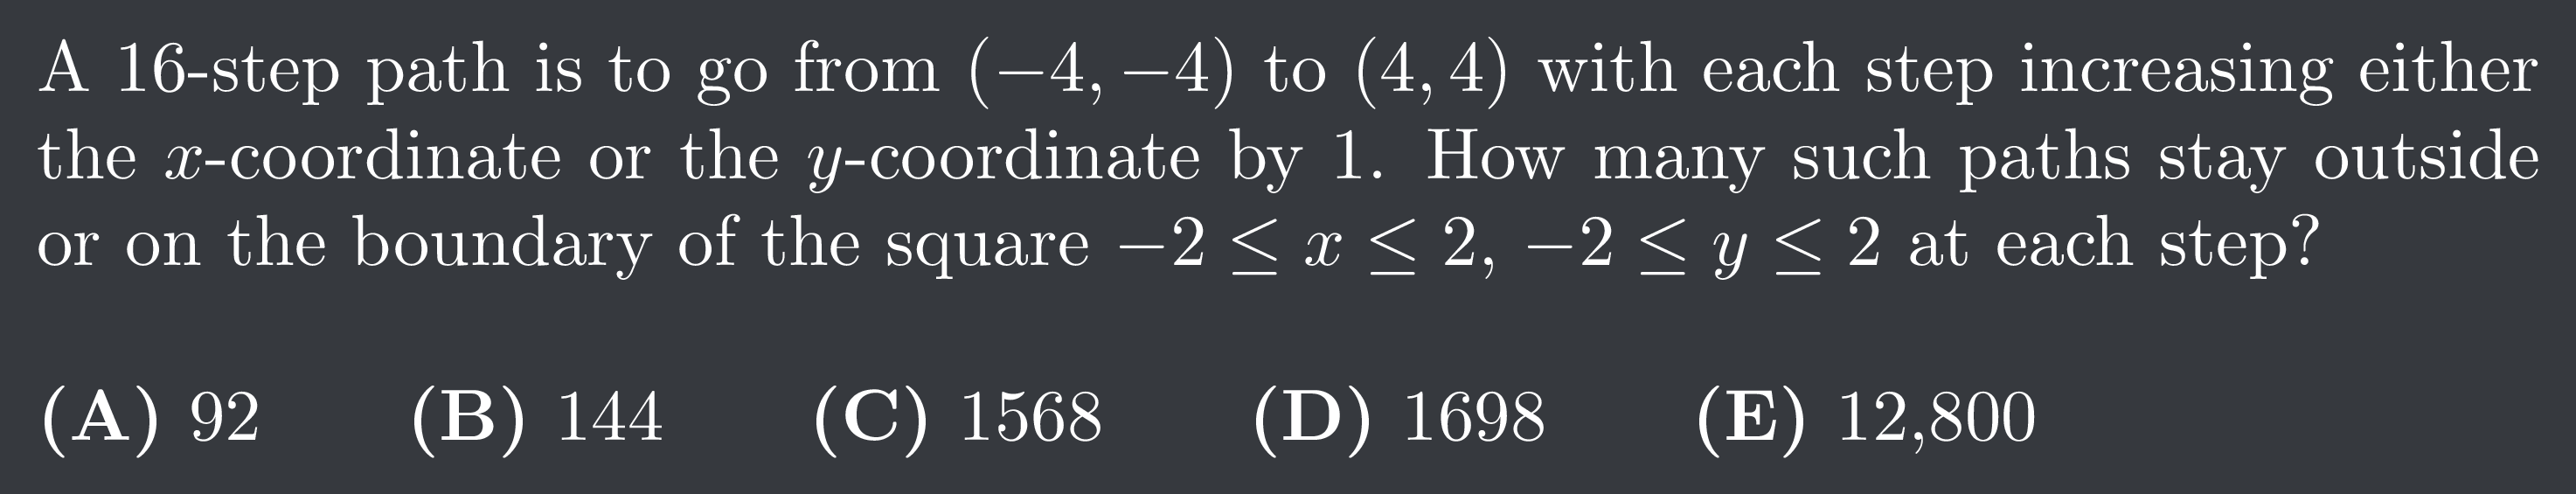 A 16-step path is to go from (−4, −4) to (4, 4) with each step increasing either
the x-coordinate or the y-coordinate by 1. How many such paths stay outside
or on the boundary of the square −2 ≤ x ≤ 2, −2 ≤ y ≤ 2 at each step?
(A) 92 (B) 144 (C) 1568 (D) 1698 (E) 12,800